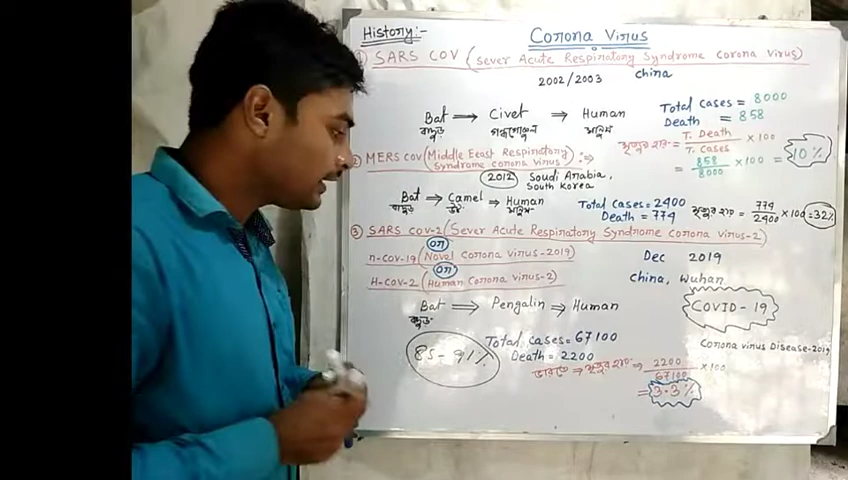 History:-
Corona Virus
① SARS COV (Sever Acute Respiratory Syndrome corona virus)
2002/2003 china
Bat → Civet → Human
বাদুড় গন্ধগোকুল মানুষ
Total Cases = 8000
Death = 858
মৃত্যুর হার = T. Death / T. Cases × 100
= 858 / 8000 × 100 = 10%
② MERS COV (Middle East Respiratory
Syndrome corona virus) :→
2012 Soudi Arabia,
South Korea
Bat → Camel → Human
বাদুড় উট মানুষ
Total Cases = 2400
Death = 774
মৃত্যুর হার = 774 / 2400 × 100 = 32%
③ SARS COV-2 (Sever Acute Respiratory Syndrome corona virus-2)
or
n-COV-19 (Novel Corona virus-2019)
or
H-COV-2 (Human Corona virus-2)
Dec 2019
china, wuhan
COVID-19
Corona virus Disease-2019
Bat → Pengalin → Human
বাদুড়
85-91%
Total cases = 67100
Death = 2200
ভারতে → মৃত্যুর হার → 2200 / 67100 × 100
= 3.3%